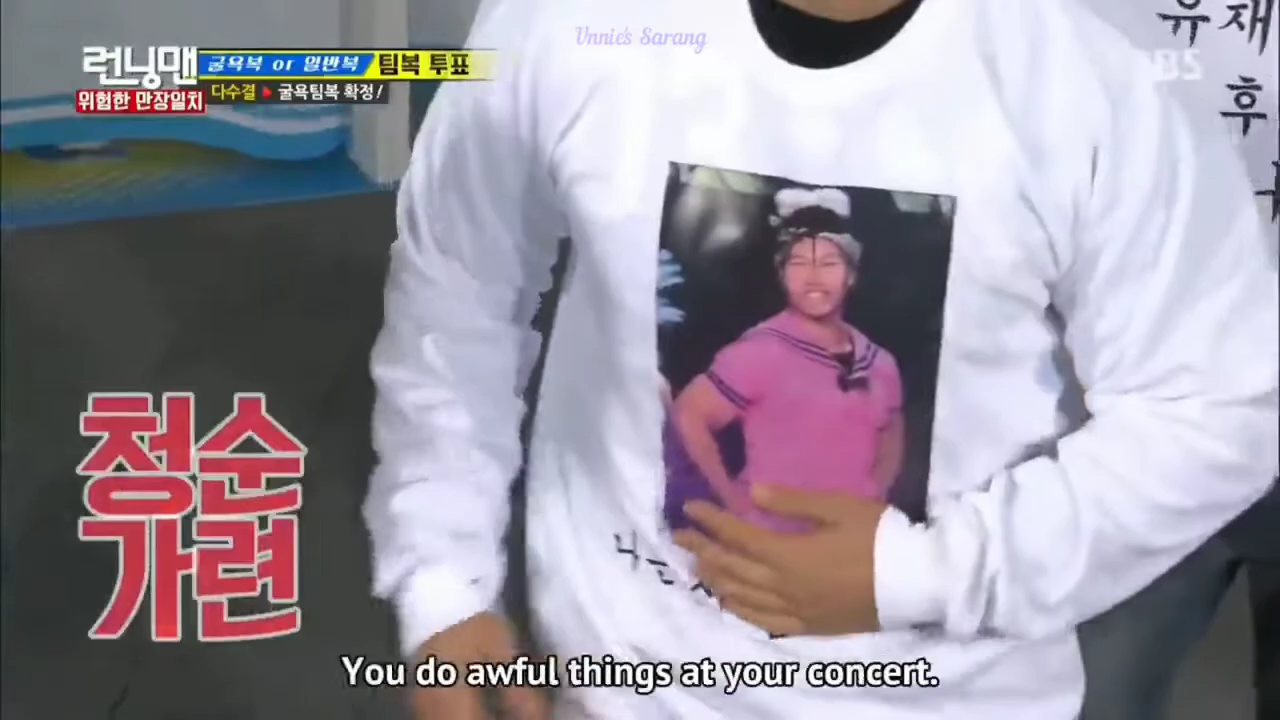 Unnie's Sarang
런닝맨
굴욕복 or 일반복 팀복 투표
위험한 만장일치
다수결 ▶ 굴욕팀복 확정!
SBS
유재
후
청순
가련
나고
You do awful things at your concert.